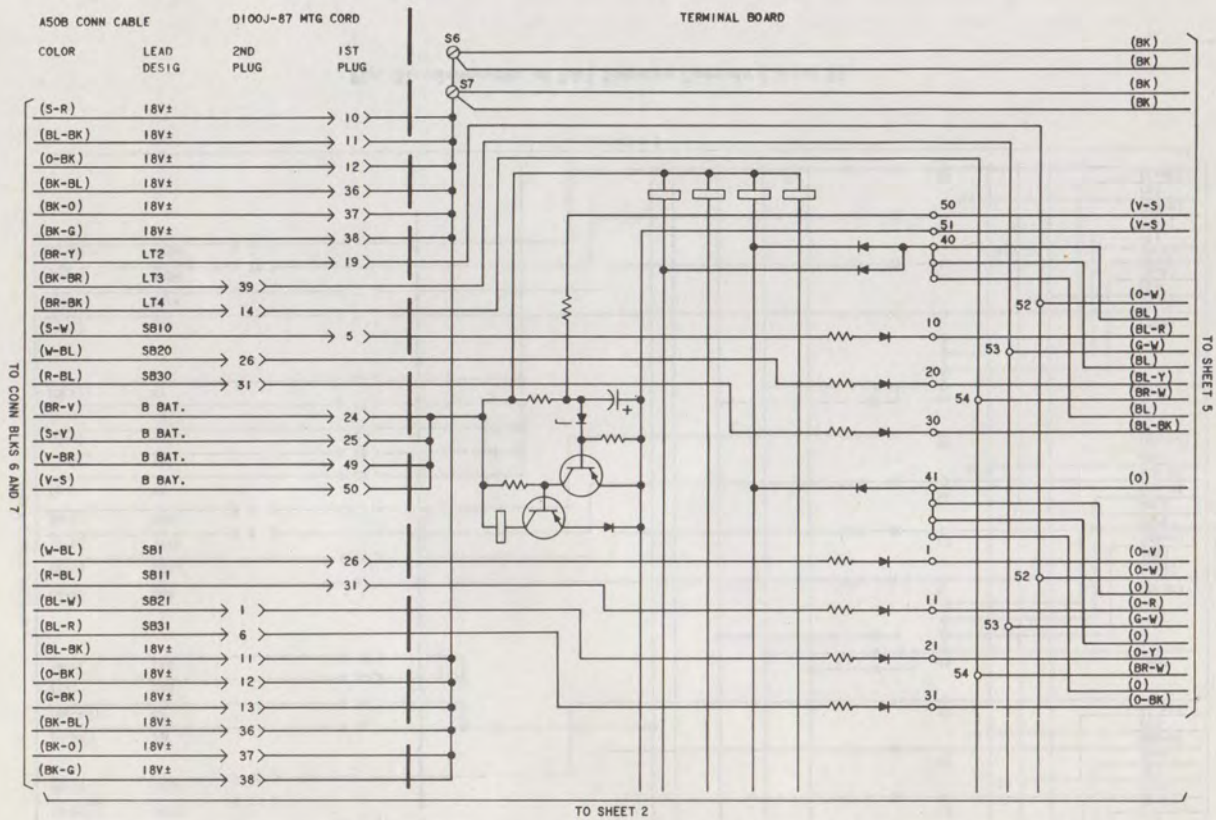 A50B CONN CABLE D100J-87 MTG CORD TERMINAL BOARD
COLOR LEAD DESIG 2ND PLUG 1ST PLUG
S6
(BK)
(BK)
S7
(BK)
(BK)
(S-R) 18V± 10
(BL-BK) 18V± 11
(O-BK) 18V± 12
(BK-BL) 18V± 36
(BK-O) 18V± 37
(BK-G) 18V± 38
(BR-Y) LT2 19
(BK-BR) LT3 39
(BR-BK) LT4 14
(S-W) SB10 5
(W-BL) SB20 26
(R-BL) SB30 31
(BR-V) B BAT. 24
(S-V) B BAT. 25
(V-BR) B BAT. 49
(V-S) B BAY. 50
(W-BL) SB1 26
(R-BL) SB11 31
(BL-W) SB21 1
(BL-R) SB31 6
(BL-BK) 18V± 11
(O-BK) 18V± 12
(G-BK) 18V± 13
(BK-BL) 18V± 36
(BK-O) 18V± 37
(BK-G) 18V± 38
TO CONN BLKS 6 AND 7
+
50 (V-S)
51 (V-S)
40
52 (O-W)
(BL)
10 (BL-R)
53 (G-W)
(BL)
20 (BL-Y)
54 (BR-W)
(BL)
30 (BL-BK)
41 (O)
1 (O-V)
52 (O-W)
(O)
11 (O-R)
53 (G-W)
(O)
21 (O-Y)
54 (BR-W)
(O)
31 (O-BK)
TO SHEET 5
TO SHEET 2